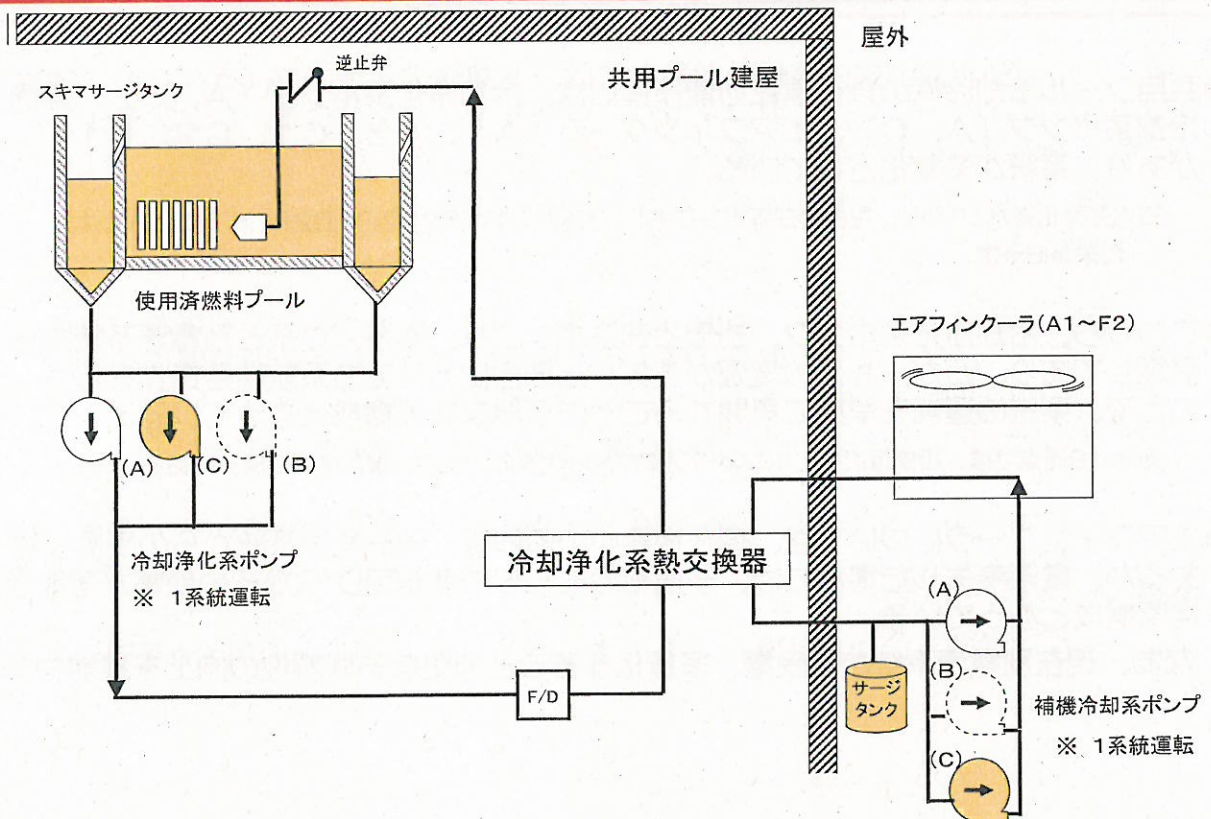 屋外
逆止弁
共用プール建屋
スキマサージタンク
使用済燃料プール
エアフィンクーラ(A1~F2)
(A)
(C)
(B)
冷却浄化系ポンプ
※ 1系統運転
冷却浄化系熱交換器
(A)
F/D
サージ
タンク
(B)
補機冷却系ポンプ
※ 1系統運転
(C)